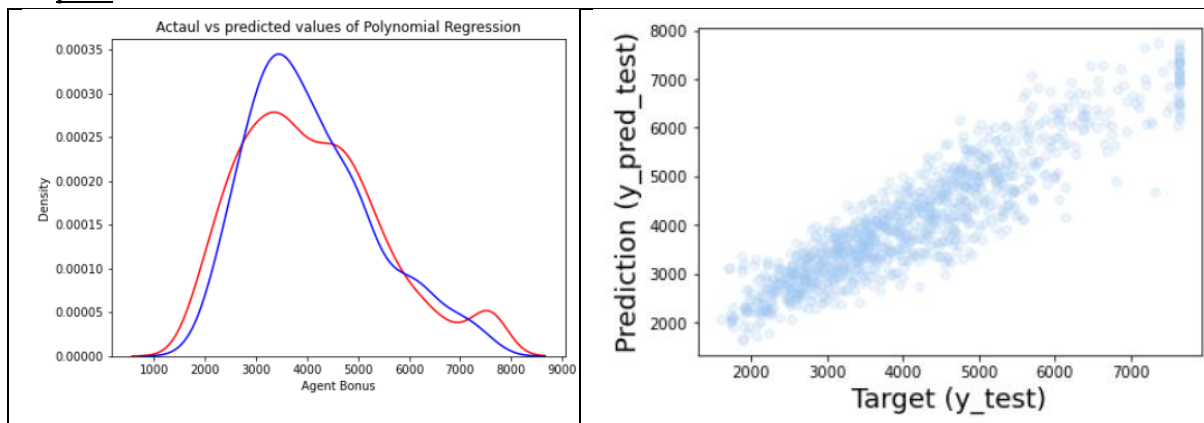 Actaul vs predicted values of Polynomial Regression
0.00035
0.00030
0.00025
0.00020
0.00015
0.00010
0.00005
0.00000
Density
1000 2000 3000 4000 5000 6000 7000 8000 9000
Agent Bonus
8000
7000
6000
5000
4000
3000
2000
Prediction (y_pred_test)
2000 3000 4000 5000 6000 7000
Target (y_test)